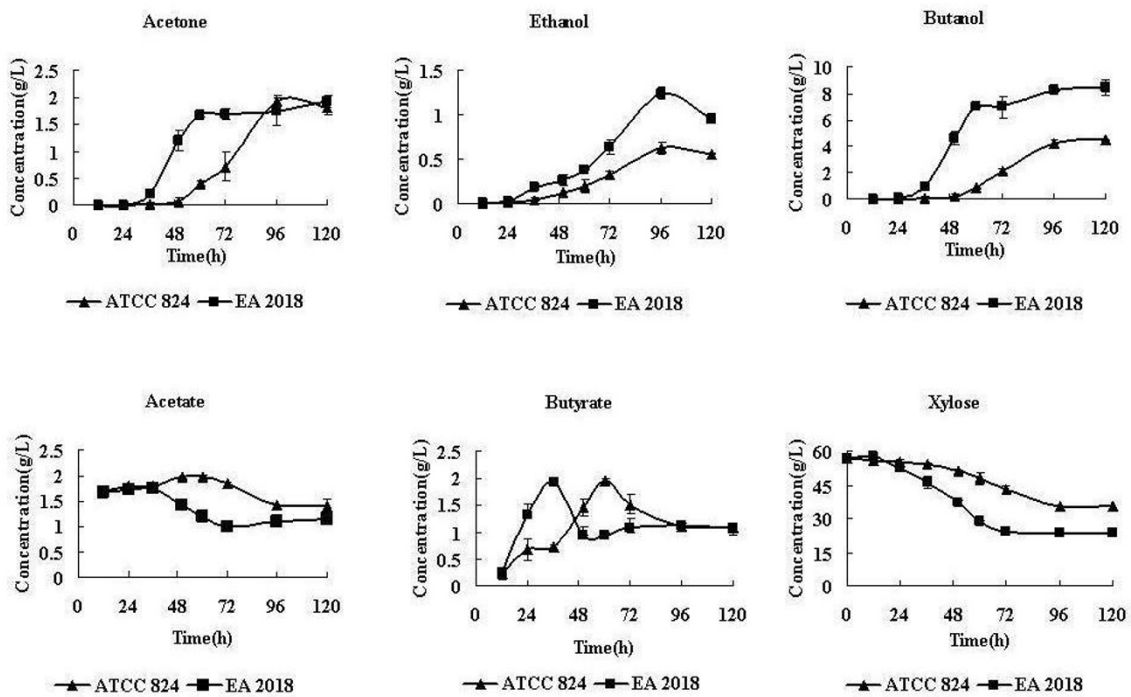 Acetone
Concentration(g/L)
2.5
2
1.5
1
0.5
0
0 24 48 72 96 120
Time(h)
ATCC 824 EA 2018
Ethanol
Concentration(g/L)
1.5
1
0.5
0
0 24 48 72 96 120
Time(h)
ATCC 824 EA 2018
Butanol
Concentration(g/L)
10
8
6
4
2
0
0 24 48 72 96 120
Time(h)
ATCC 824 EA 2018
Acetate
Concentration(g/L)
2.5
2
1.5
1
0.5
0
0 24 48 72 96 120
Time(h)
ATCC 824 EA 2018
Butyrate
Concentration(g/L)
2.5
2
1.5
1
0.5
0
0 24 48 72 96 120
Time(h)
ATCC 824 EA 2018
Xylose
Concentration(g/L)
60
45
30
15
0
0 24 48 72 96 120
Time(h)
ATCC 824 EA 2018